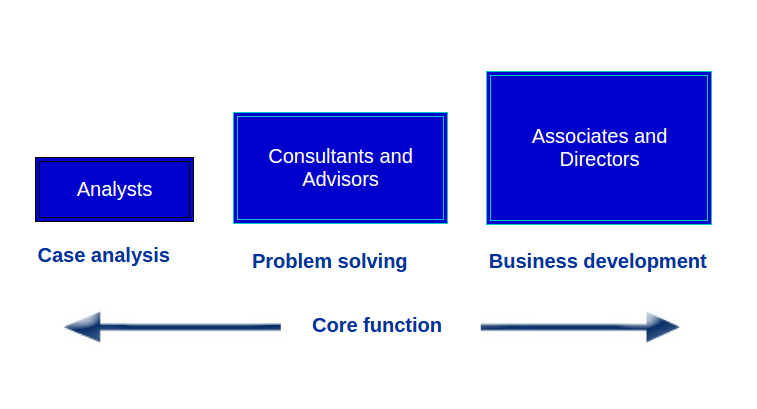 Analysts
Consultants and
Advisors
Associates and
Directors
Case analysis
Problem solving
Business development
Core function